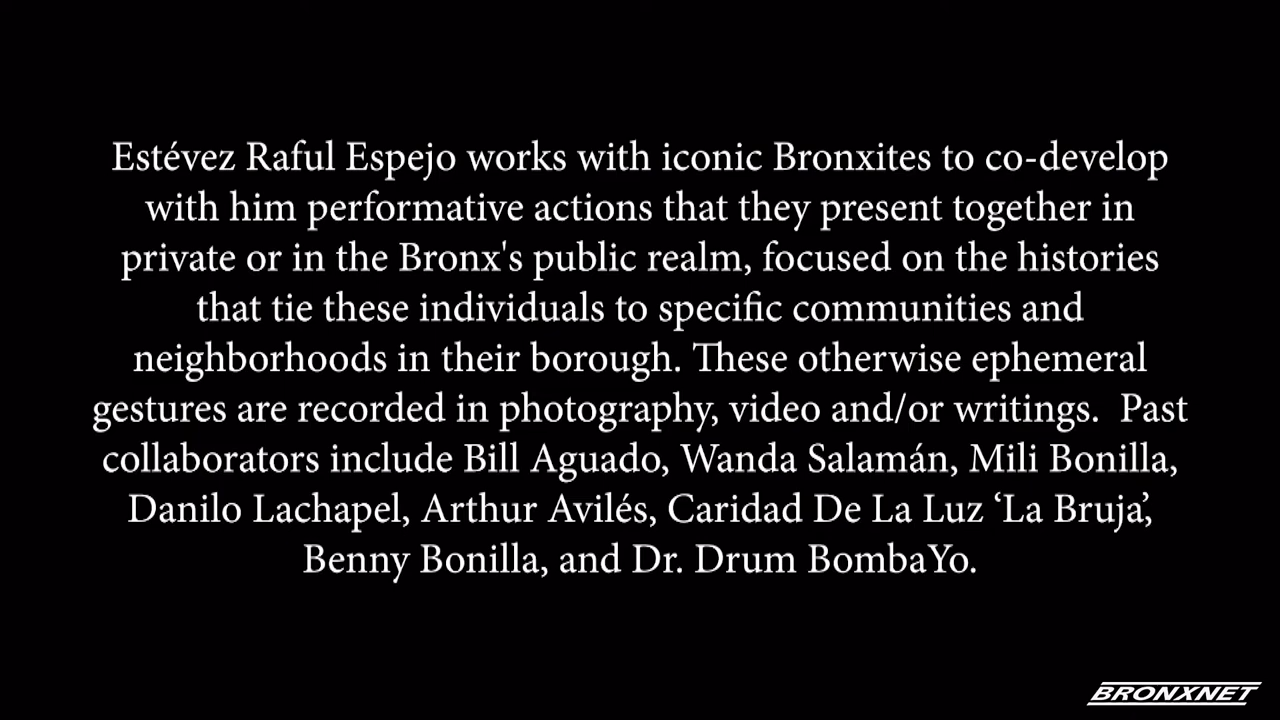 Estévez Raful Espejo works with iconic Bronxites to co-develop
with him performative actions that they present together in
private or in the Bronx's public realm, focused on the histories
that tie these individuals to specific communities and
neighborhoods in their borough. These otherwise ephemeral
gestures are recorded in photography, video and/or writings.  Past
collaborators include Bill Aguado, Wanda Salamán, Mili Bonilla,
Danilo Lachapel, Arthur Avilés, Caridad De La Luz ‘La Bruja’,
Benny Bonilla, and Dr. Drum BombaYo.
BRONXNET